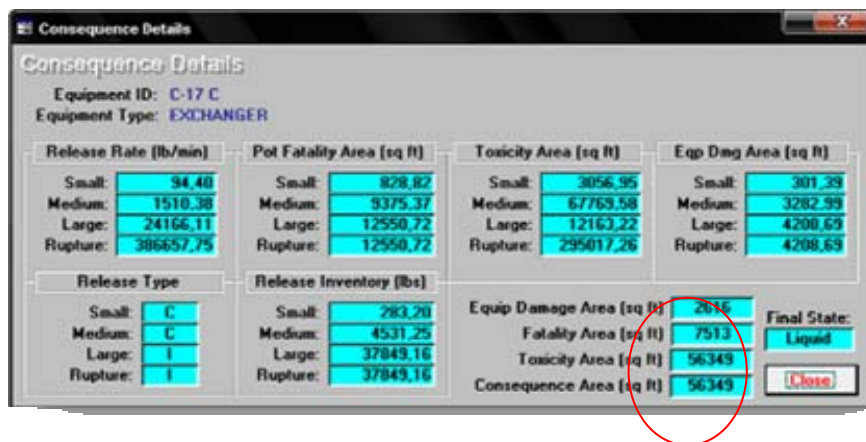 Consequence Details
Consequence Details
Equipment ID: C-17 C
Equipment Type: EXCHANGER
Release Rate (lb/min) Pot Fatality Area (sq ft) Toxicity Area (sq ft) Eqp Dmg Area (sq ft)
Small: 94,40 Small: 828,82 Small: 3056,95 Small: 301,39
Medium: 1510,38 Medium: 9375,37 Medium: 67769,58 Medium: 3282,99
Large: 24166,11 Large: 12550,72 Large: 12163,22 Large: 4208,69
Rupture: 386657,75 Rupture: 12550,72 Rupture: 295017,26 Rupture: 4208,69
Release Type Release Inventory (lbs)
Small: C Small: 283,20 Equip Damage Area (sq ft) 2616 Final State:
Medium: C Medium: 4531,25 Fatality Area (sq ft) 7513 Liquid
Large: I Large: 37849,16 Toxicity Area (sq ft) 56349
Rupture: I Rupture: 37849,16 Consequence Area (sq ft) 56349 Close